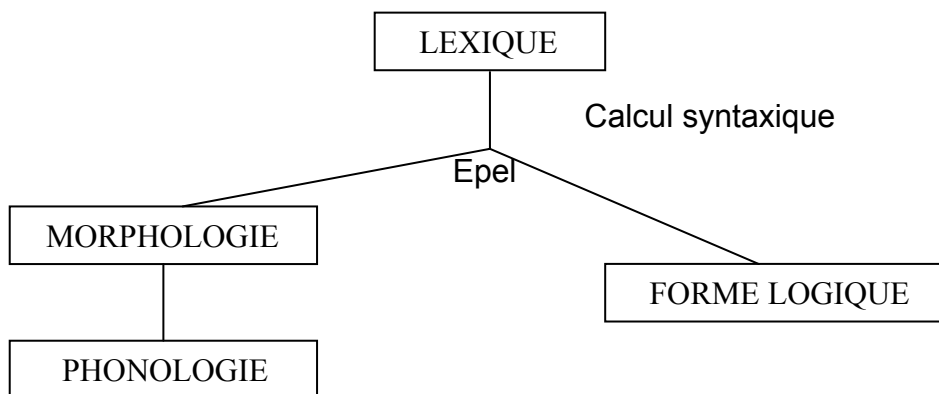 LEXIQUE
Calcul syntaxique
Epel
MORPHOLOGIE
FORME LOGIQUE
PHONOLOGIE